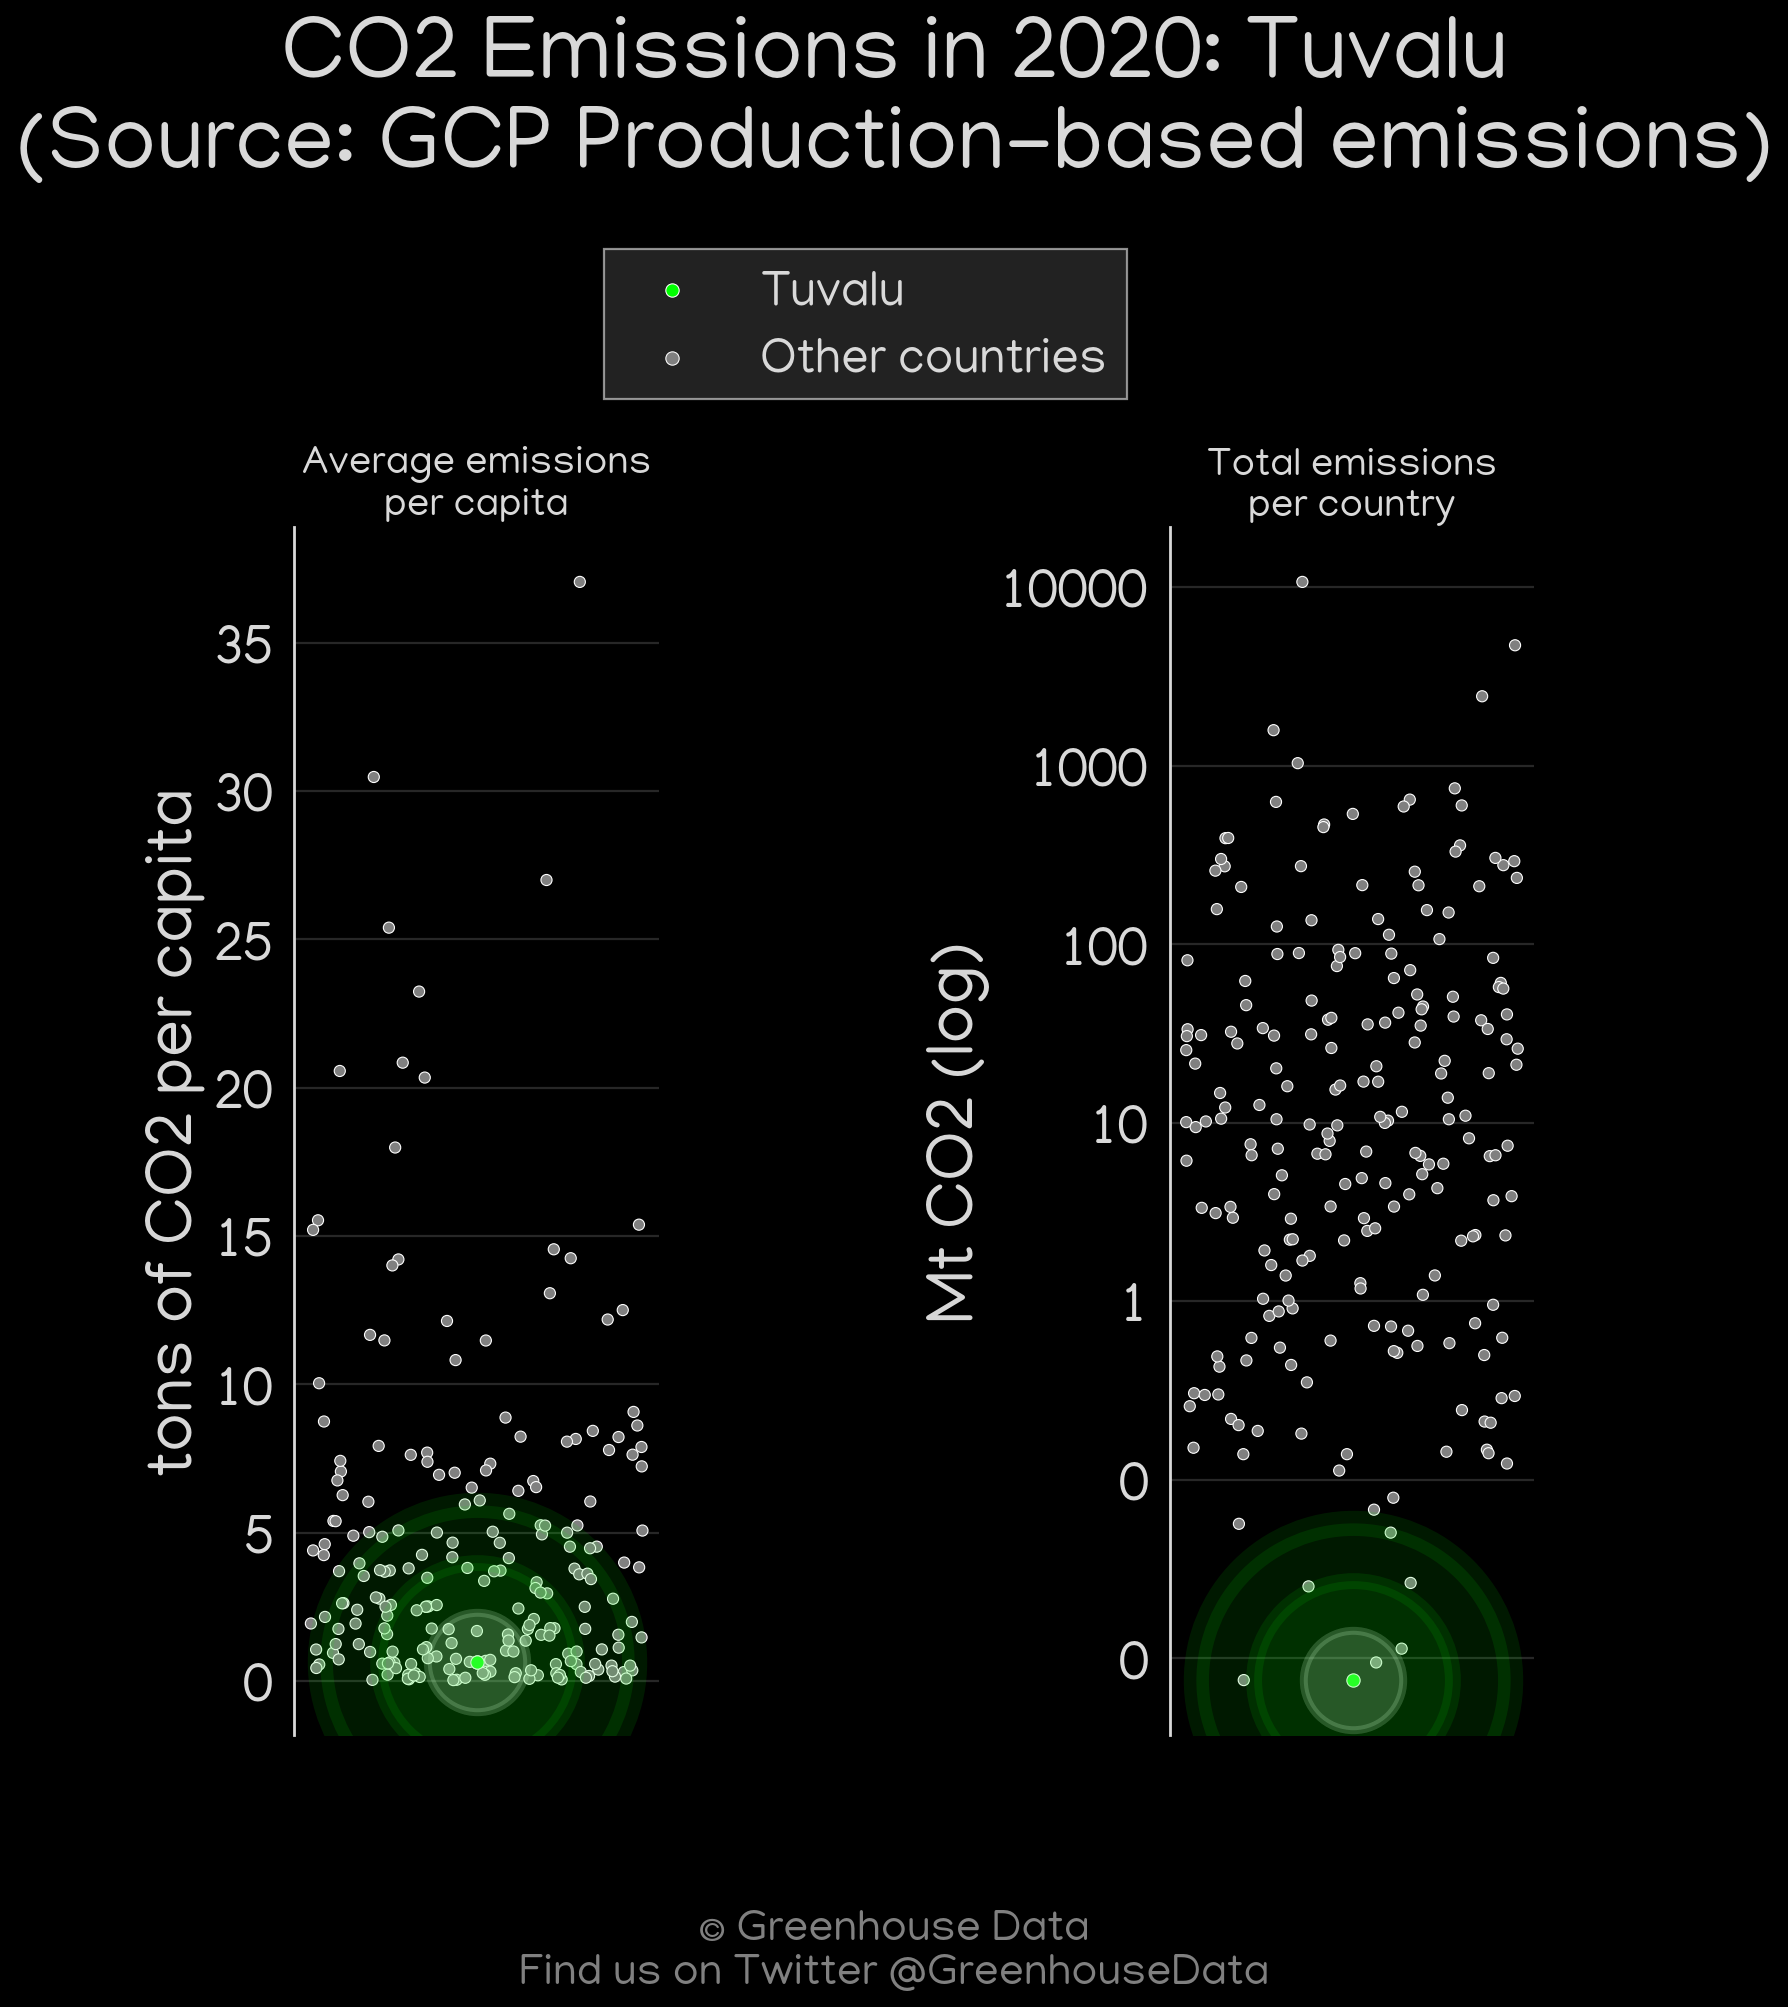 CO2 Emissions in 2020: Tuvalu
(Source: GCP Production-based emissions)
Tuvalu
Other countries
Average emissions
per capita
Total emissions
per country
tons of CO2 per capita
35
30
25
20
15
10
5
0
Mt CO2 (log)
10000
1000
100
10
1
0
0
© Greenhouse Data
Find us on Twitter @GreenhouseData